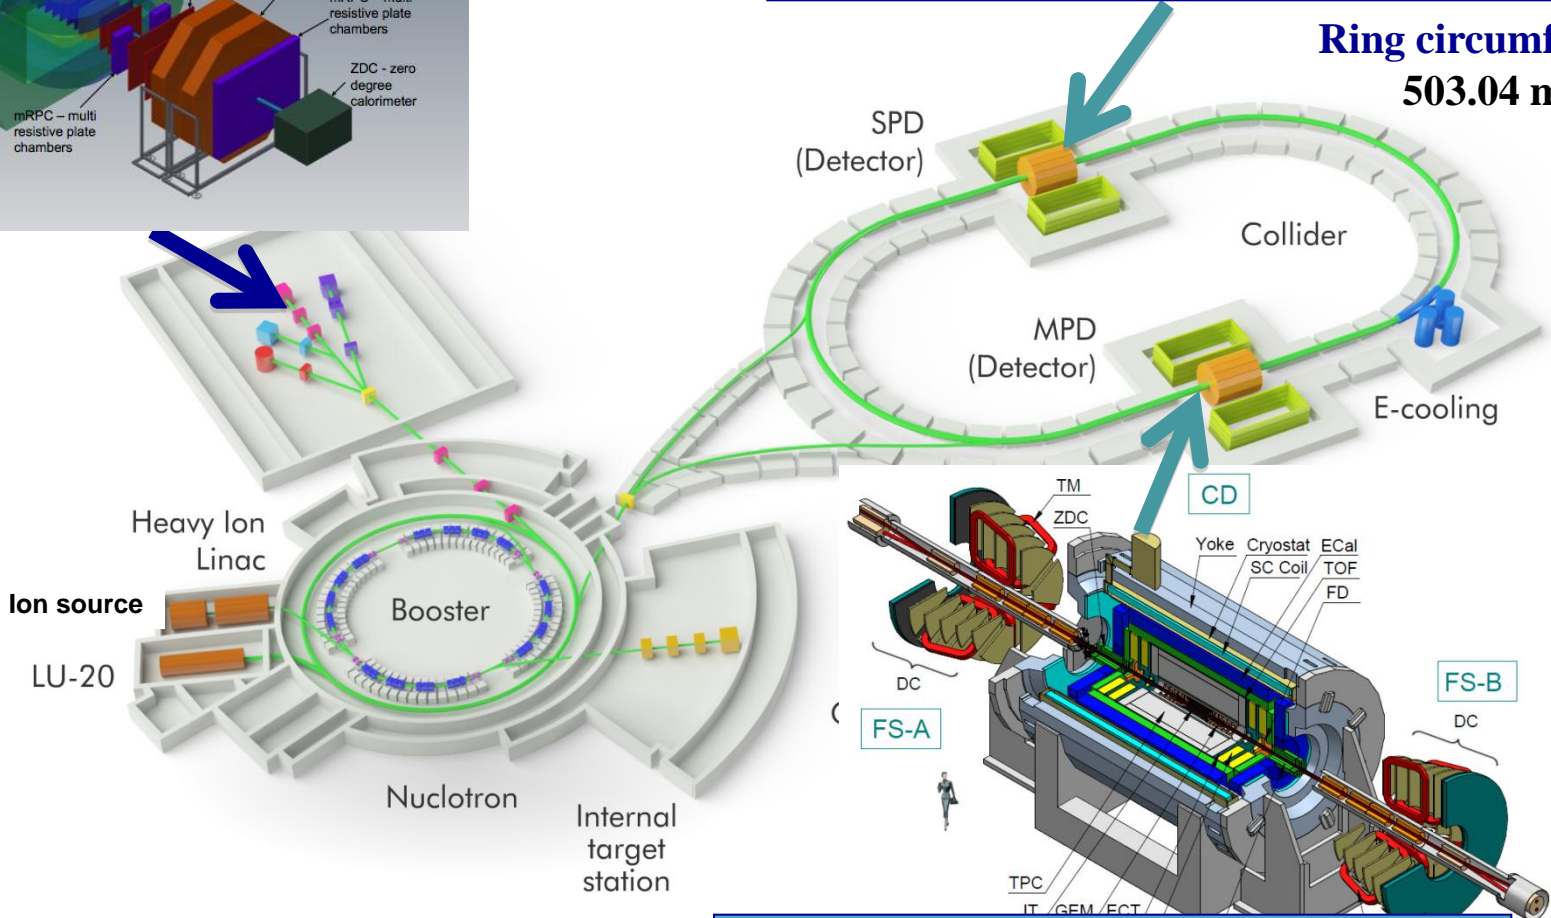 mRPC – multi
resistive plate
chambers
ZDC - zero
degree
calorimeter
mRPC – multi
resistive plate
chambers
Ring
503.04 m
SPD
(Detector)
Collider
MPD
(Detector)
E-cooling
Heavy Ion
Linac
Ion source
Booster
LU-20
Nuclotron
Internal
target
station
CD
TM
ZDC
Yoke
Cryostat
ECal
SC Coil
TOF
FD
DC
FS-A
FS-B
DC
TPC
IT
GEM
ECT